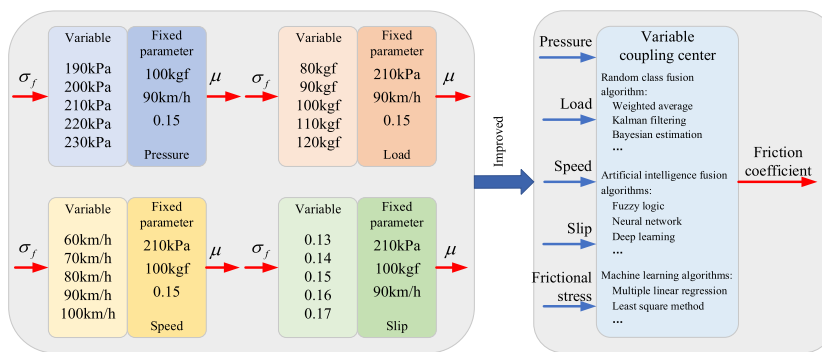 Variable
Fixed
parameter
σf
190kPa
200kPa
210kPa
220kPa
230kPa
100kgf
90km/h
0.15
Pressure
μ
Variable
Fixed
parameter
σf
80kgf
90kgf
100kgf
110kgf
120kgf
210kPa
90km/h
0.15
Load
μ
Variable
Fixed
parameter
σf
60km/h
70km/h
80km/h
90km/h
100km/h
210kPa
100kgf
0.15
Speed
μ
Variable
Fixed
parameter
σf
0.13
0.14
0.15
0.16
0.17
210kPa
100kgf
90km/h
Slip
μ
Improved
Pressure
Load
Speed
Slip
Frictional
stress
Variable
coupling center
Random class fusion
algorithm:
Weighted average
Kalman filtering
Bayesian estimation
...
Artificial intelligence fusion
algorithms:
Fuzzy logic
Neural network
Deep learning
...
Machine learning algorithms:
Multiple linear regression
Least square method
...
Friction
coefficient